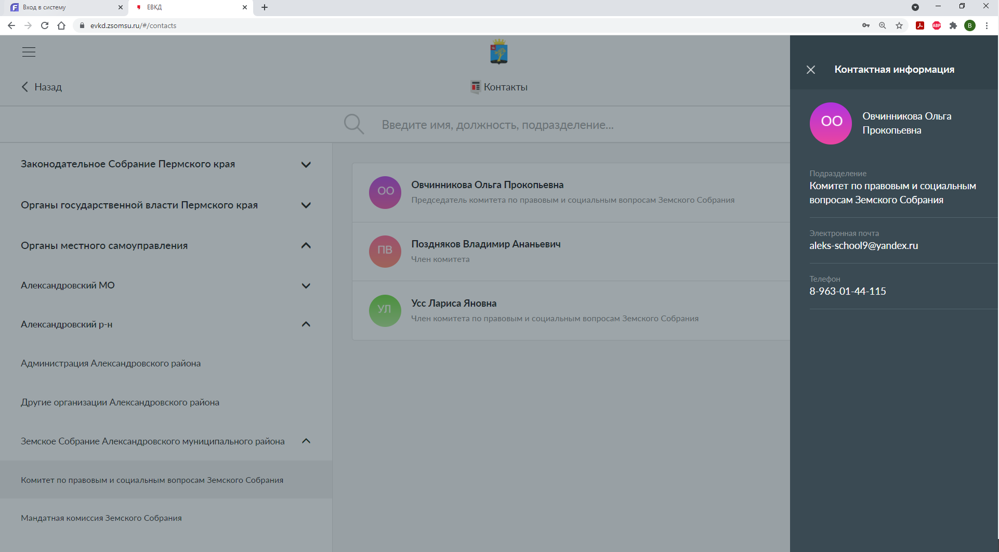 Вход в систему
ЕВКД
evkd.zsomsu.ru/#/contacts
ABP
B
Назад
Контакты
Введите имя, должность, подразделение...
Законодательное Собрание Пермского края
Органы государственной власти Пермского края
Органы местного самоуправления
Александровский МО
Александровский р-н
Администрация Александровского района
Другие организации Александровского района
Земское Собрание Александровского муниципального района
Комитет по правовым и социальным вопросам Земского Собрания
Мандатная комиссия Земского Собрания
ОО
Овчинникова Ольга Прокопьевна
Председатель комитета по правовым и социальным вопросам Земского Собрания
ПВ
Поздняков Владимир Ананьевич
Член комитета
УЛ
Усс Лариса Яновна
Член комитета по правовым и социальным вопросам Земского Собрания
Контактная информация
ОО
Овчинникова Ольга
Прокопьевна
Подразделение
Комитет по правовым и социальным
вопросам Земского Собрания
Электронная почта
aleks-school9@yandex.ru
Телефон
8-963-01-44-115